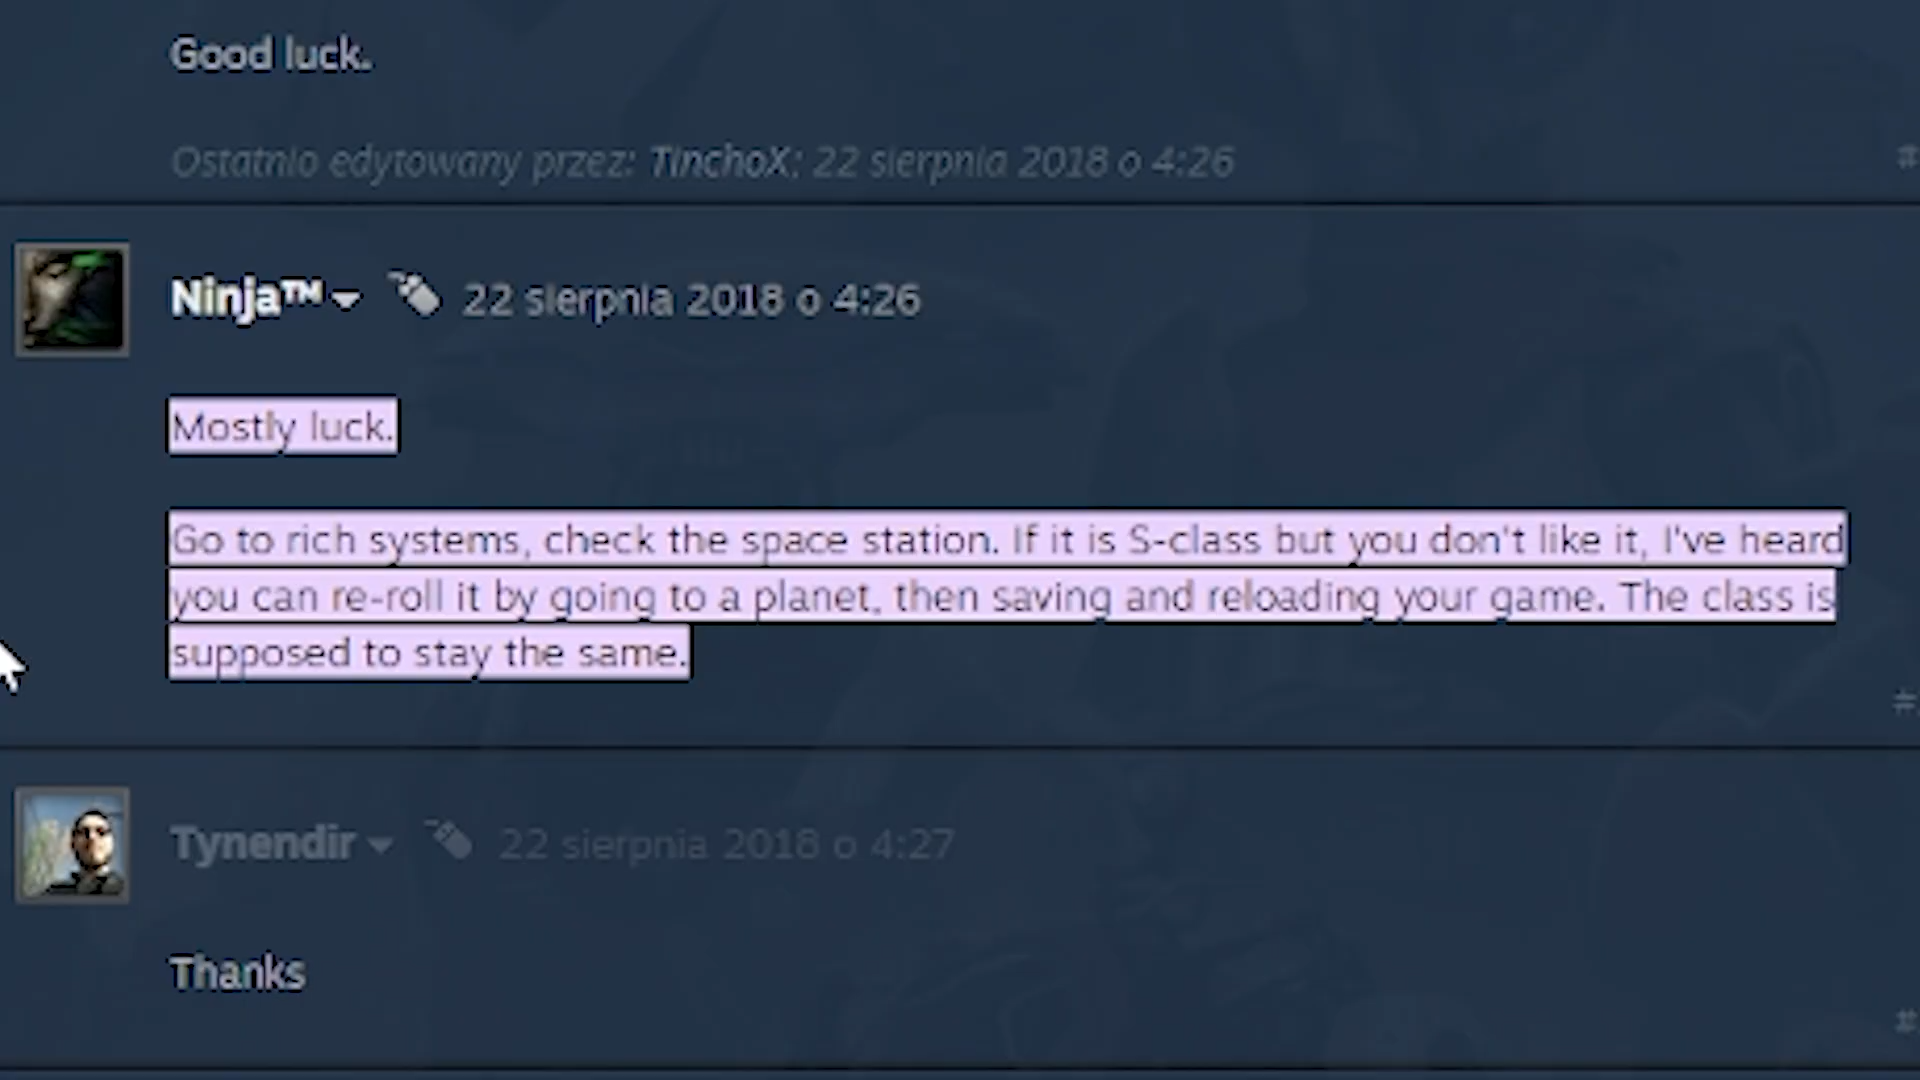 Good luck.
Ostatnio edytowany przez: TinchoX; 22 sierpnia 2018 o 4:26
#
Ninja™ 22 sierpnia 2018 o 4:26
Mostly luck.
Go to rich systems, check the space station. If it is S-class but you don't like it, I've heard
you can re-roll it by going to a planet, then saving and reloading your game. The class is
supposed to stay the same.
#
Tynendir 22 sierpnia 2018 o 4:27
Thanks
#